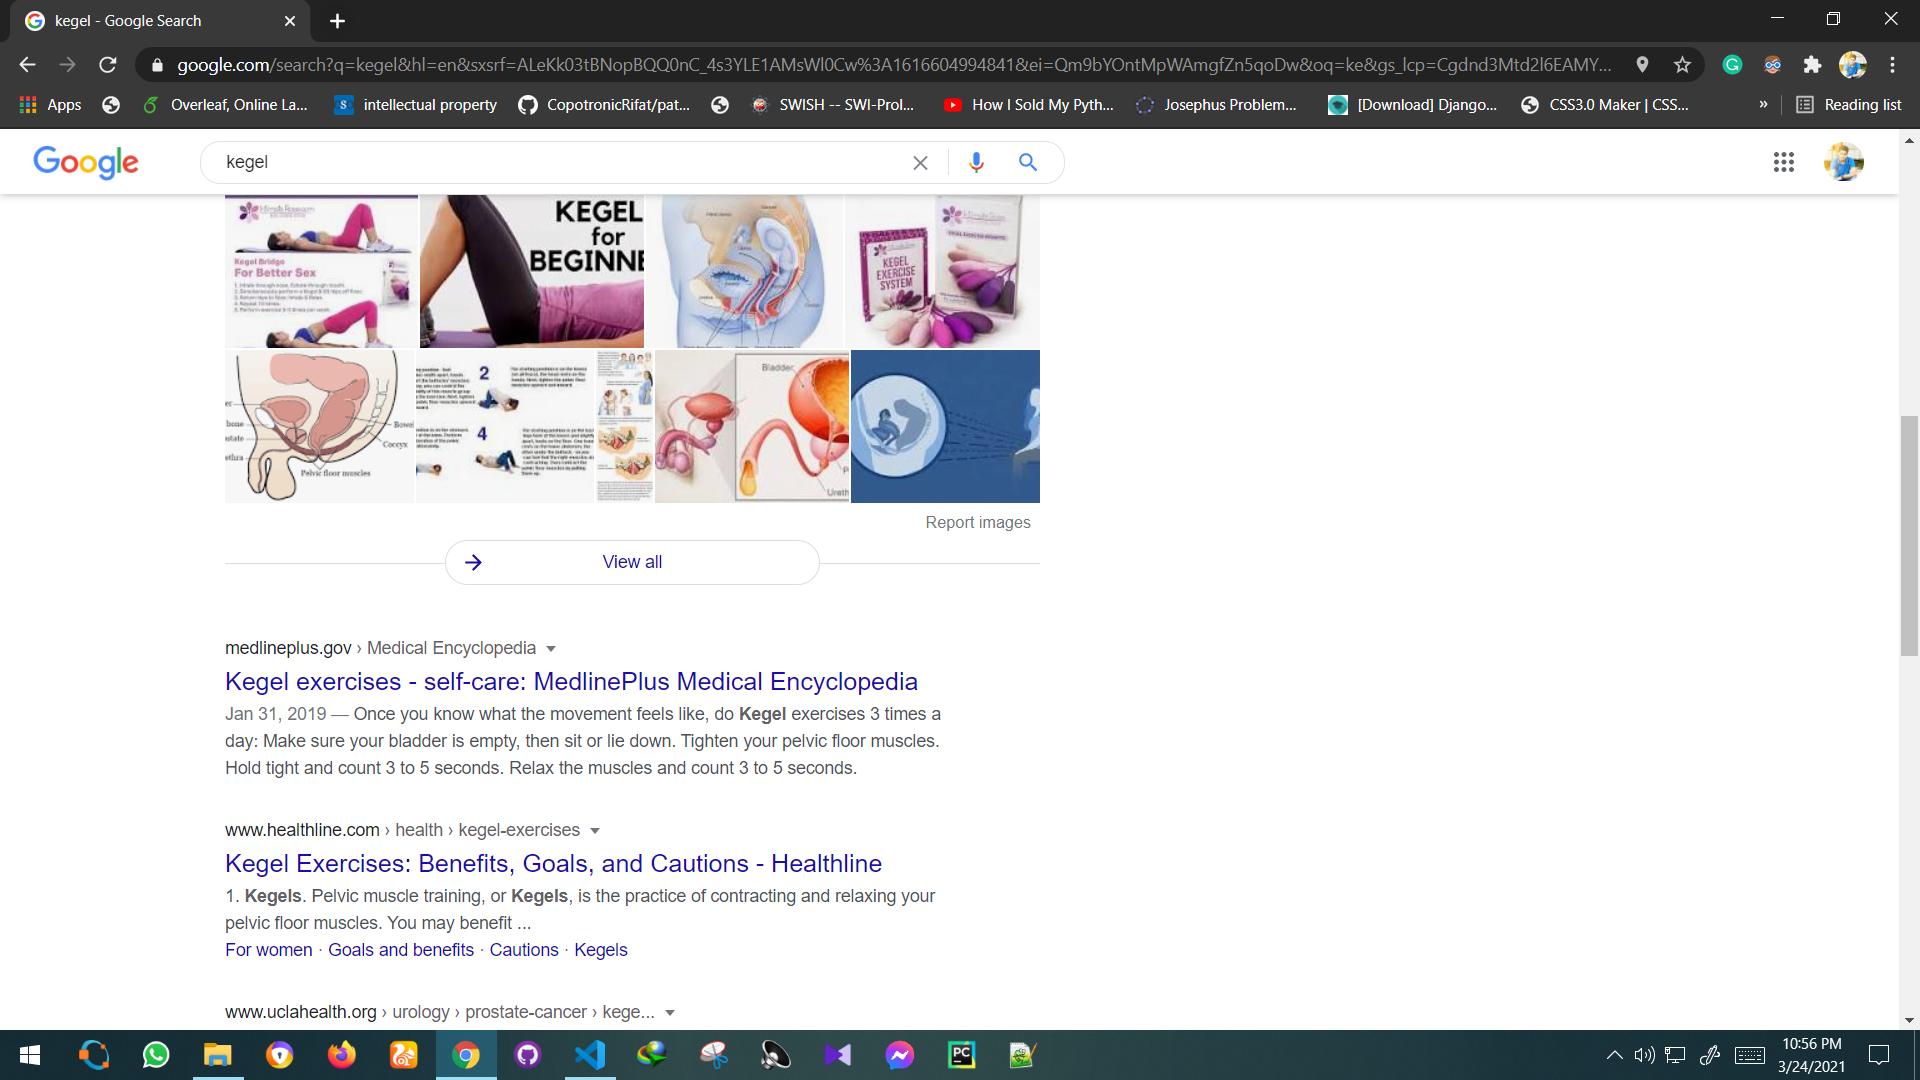 kegel - Google Search
google.com/search?q=kegel&hl=en&sxsrf=ALeKk03tBNopBQQ0nC_4s3YLE1AMsWl0Cw%3A1616604994841&ei=Qm9bYOntMpWAmgfZn5qoDw&oq=ke&gs_lcp=Cgdnd3Mtd2l6EAMY...
Apps Overleaf, Online La... intellectual property CopotronicRifat/pat... SWISH -- SWI-Prol... How I Sold My Pyth... Josephus Problem... [Download] Django... CSS3.0 Maker | CSS... » Reading list
Google kegel
Kegel Bridge
For Better Sex
KEGEL
for
BEGINNE
KEGEL
EXERCISE
SYSTEM
Bowel
Coccyx
Pelvic floor muscles
2
4
Bladder
Ureth
Report images
View all
medlineplus.gov › Medical Encyclopedia
Kegel exercises - self-care: MedlinePlus Medical Encyclopedia
Jan 31, 2019 — Once you know what the movement feels like, do Kegel exercises 3 times a
day: Make sure your bladder is empty, then sit or lie down. Tighten your pelvic floor muscles.
Hold tight and count 3 to 5 seconds. Relax the muscles and count 3 to 5 seconds.
www.healthline.com › health › kegel-exercises
Kegel Exercises: Benefits, Goals, and Cautions - Healthline
1. Kegels. Pelvic muscle training, or Kegels, is the practice of contracting and relaxing your
pelvic floor muscles. You may benefit ...
For women · Goals and benefits · Cautions · Kegels
www.uclahealth.org › urology › prostate-cancer › kege...
PC
10:56 PM
3/24/2021